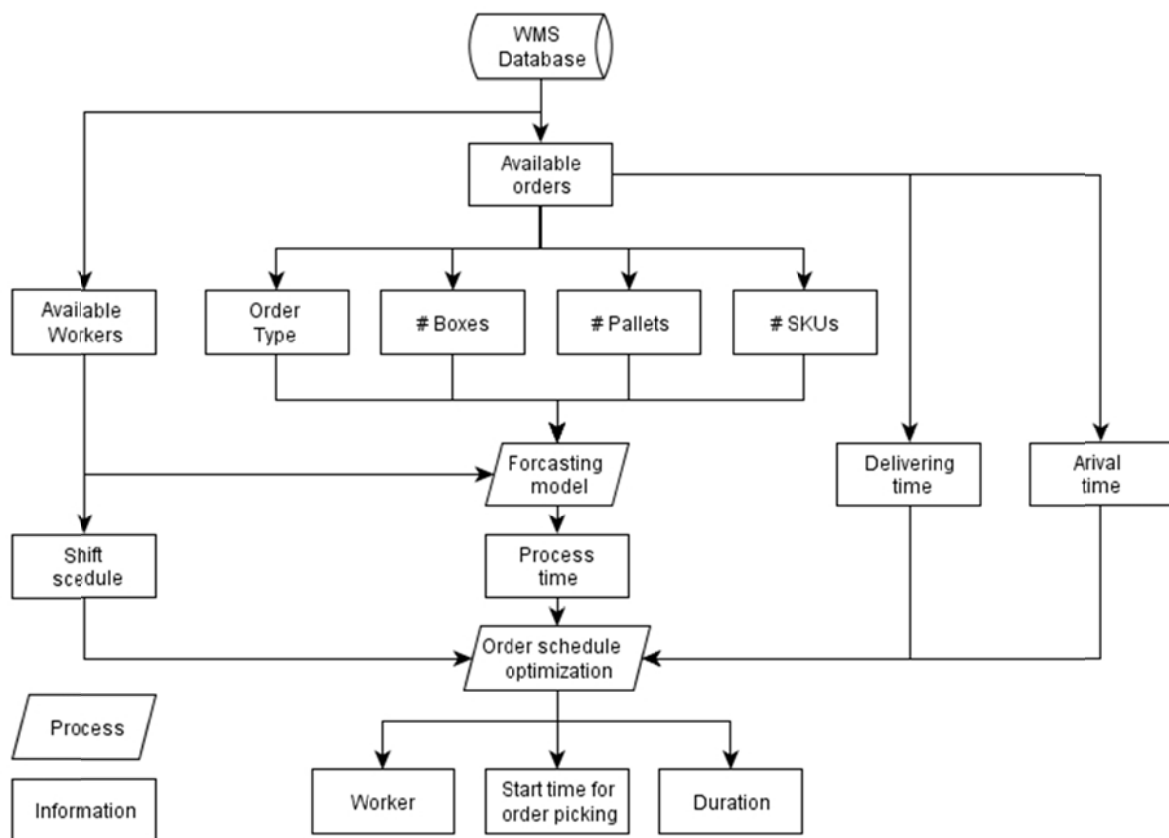 WMS
Database
Available
orders
Available
Workers
Order
Type
# Boxes
# Pallets
# SKUs
Forcasting
model
Delivering
time
Arival
time
Shift
scedule
Process
time
Order schedule
optimization
Process
Information
Worker
Start time for
order picking
Duration